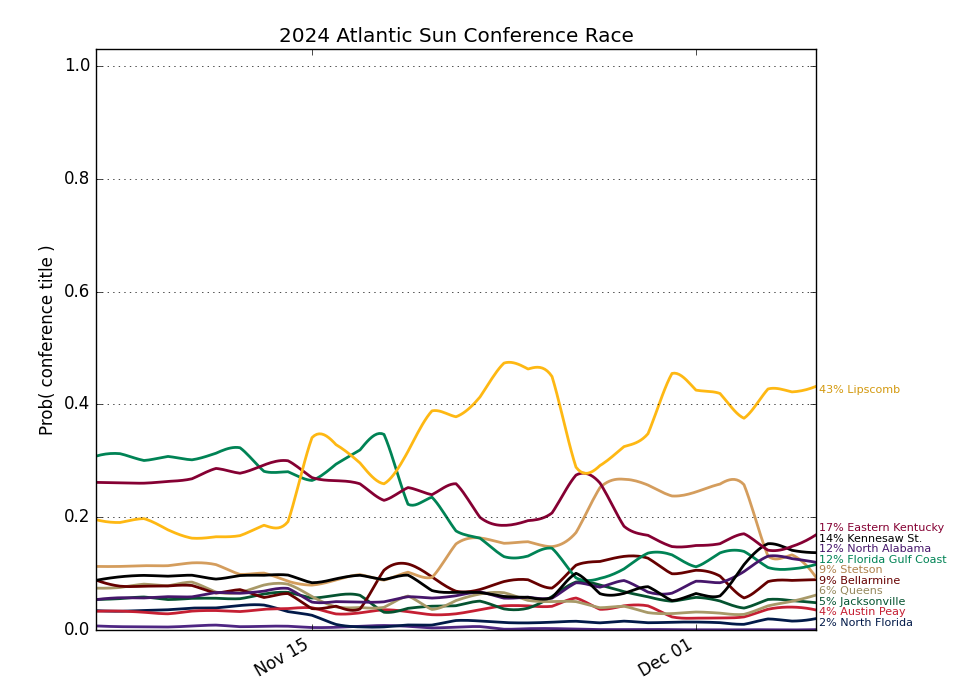 2024 Atlantic Sun Conference Race
1.0
0.8
0.6
0.4
0.2
0.0
Prob( conference title )
Nov 15
Dec 01
43% Lipscomb
17% Eastern Kentucky
14% Kennesaw St.
12% North Alabama
12% Florida Gulf Coast
9% Stetson
9% Bellarmine
6% Queens
5% Jacksonville
4% Austin Peay
2% North Florida